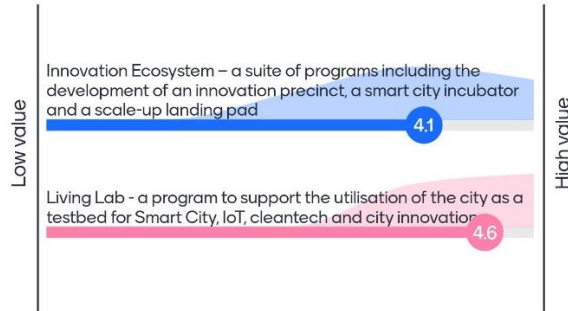 Low value
Innovation Ecosystem – a suite of programs including the
development of an innovation precinct, a smart city incubator
and a scale-up landing pad
4.1
Living Lab - a program to support the utilisation of the city as a
testbed for Smart City, IoT, cleantech and city innovation
4.6
High value